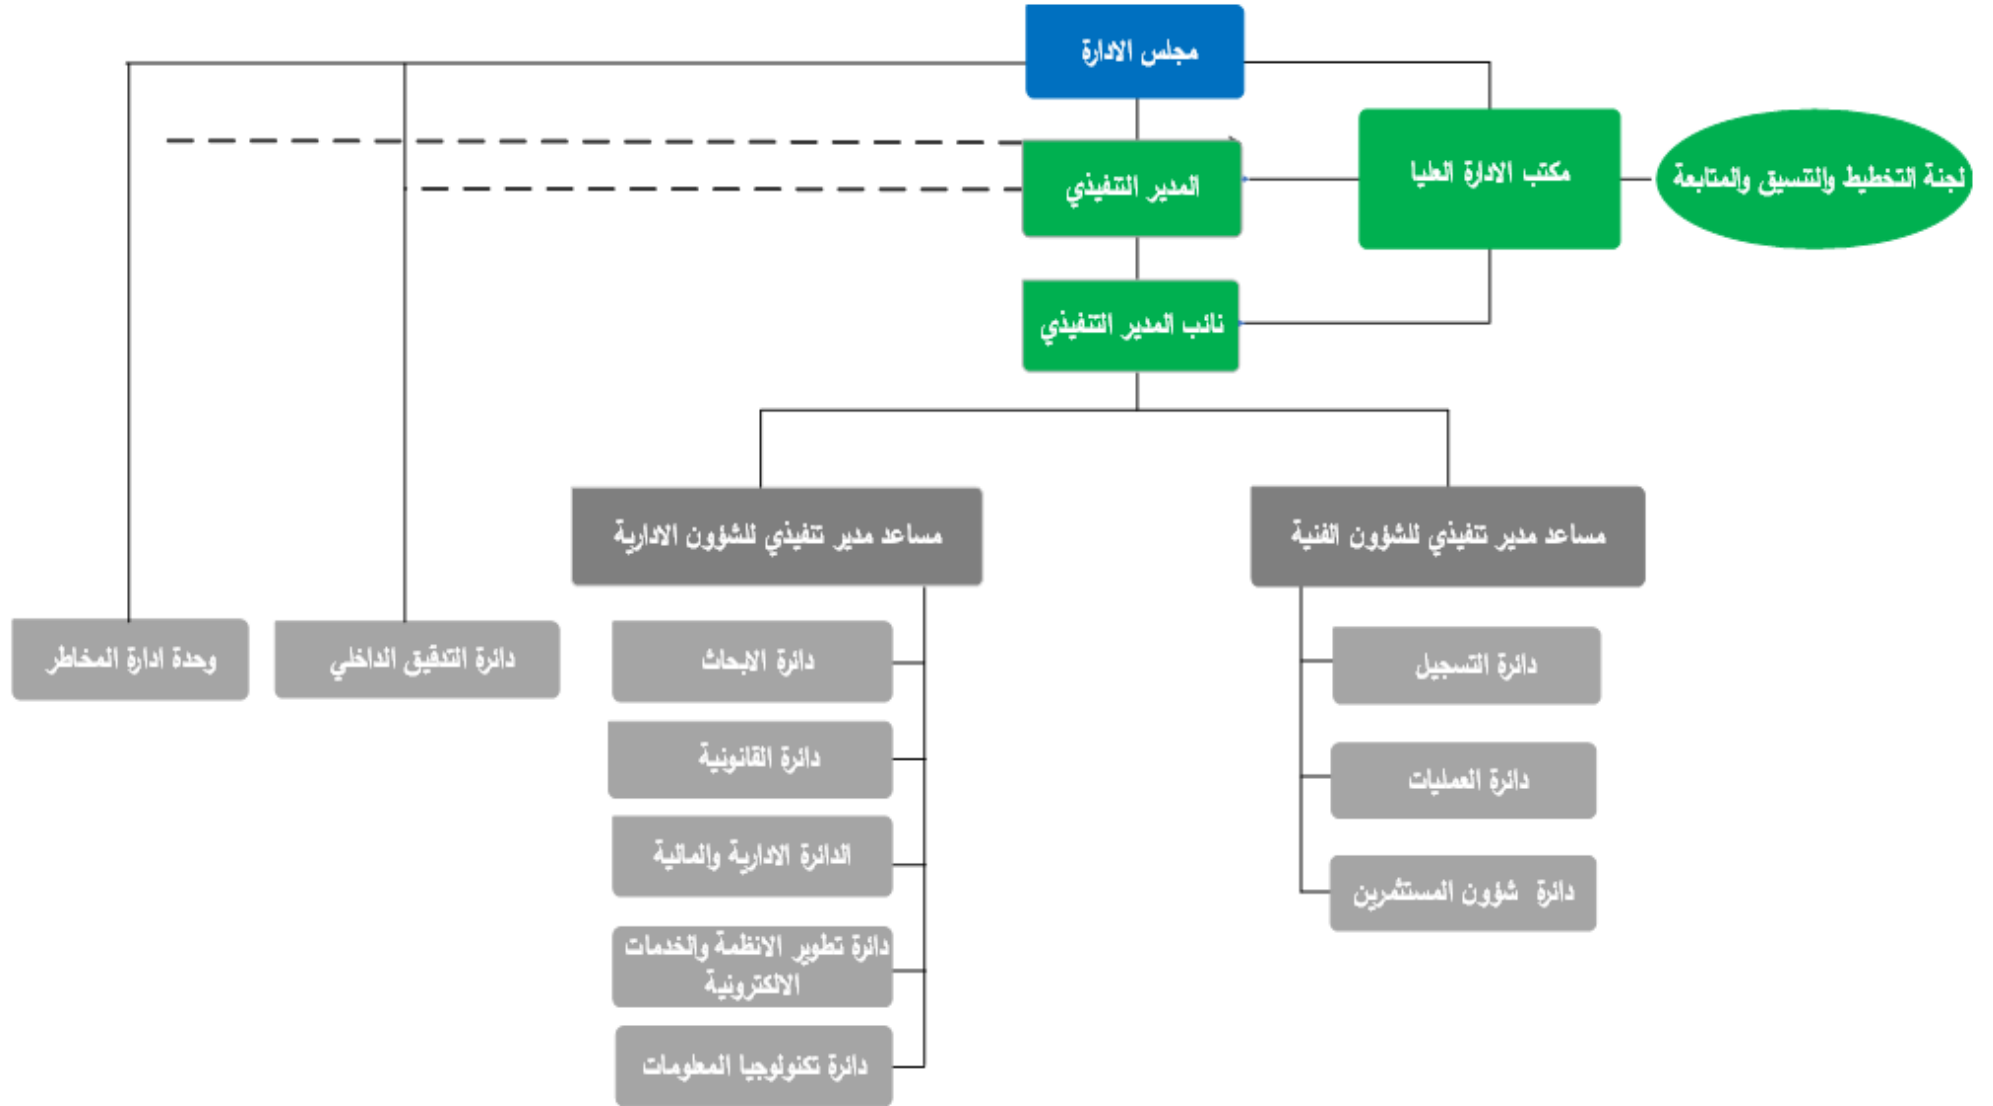 مجلس الادارة
مكتب الادارة العليا
لجنة التخطيط والتنسيق والمتابعة
المدير التنفيذي
نائب المدير التنفيذي
مساعد مدير تنفيذي للشؤون الفنية
مساعد مدير تنفيذي للشؤون الادارية
دائرة التسجيل
دائرة العمليات
دائرة شؤون المستثمرين
دائرة الابحاث
دائرة القانونية
الدائرة الادارية والمالية
دائرة تطوير الانظمة والخدمات
الالكترونية
دائرة تكنولوجيا المعلومات
دائرة التدقيق الداخلي
وحدة ادارة المخاطر